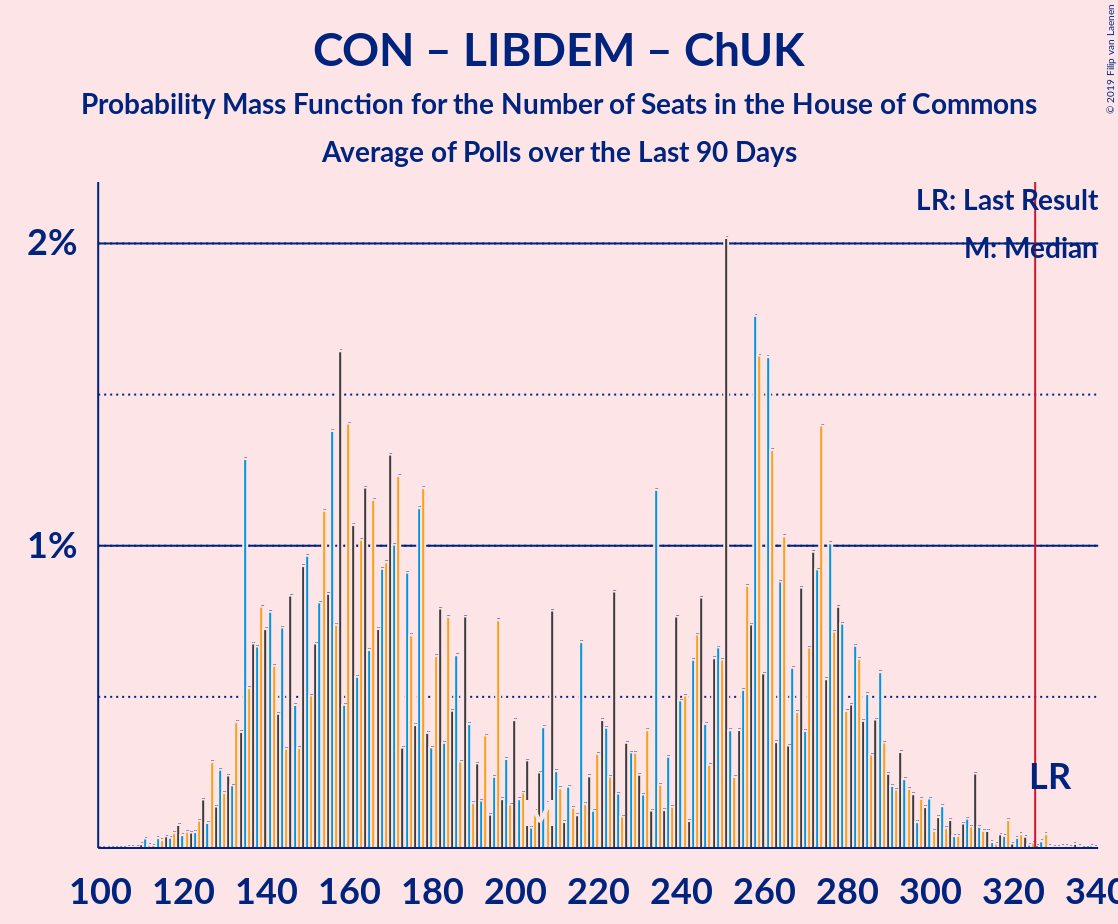 CON – LIBDEM – ChUK
Probability Mass Function for the Number of Seats in the House of Commons
Average of Polls over the Last 90 Days
© 2019 Filip van Laenen
LR: Last Result
M: Median
2%
1%
LR
M
100 120 140 160 180 200 220 240 260 280 300 320 340